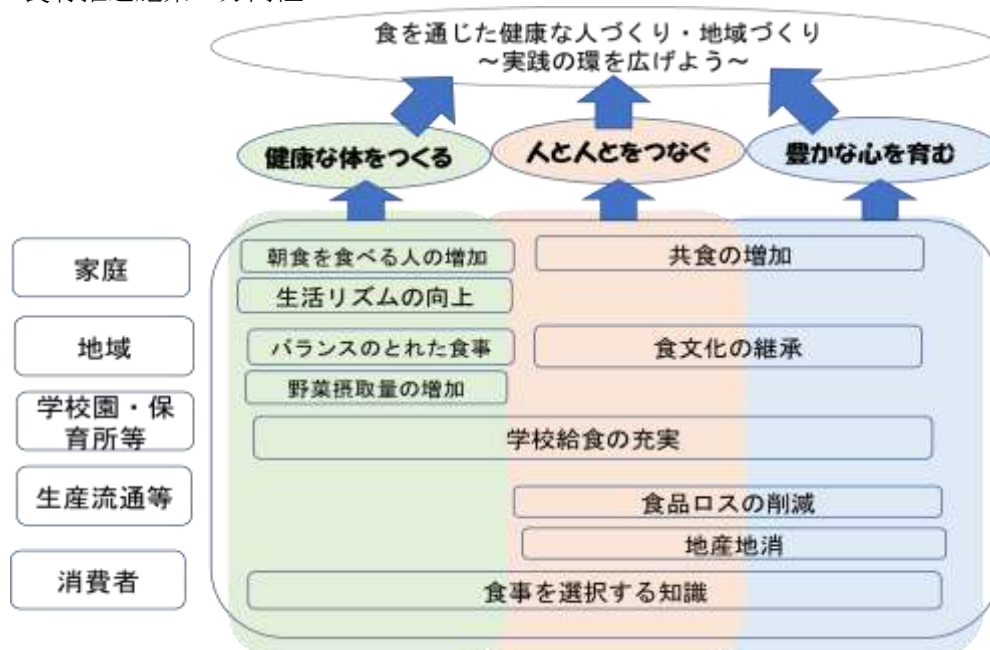 食を通じた健康な人づくり・地域づくり
～実践の環を広げよう～
健康な体をつくる
人と人とをつなぐ
豊かな心を育む
家庭
朝食を食べる人の増加
共食の増加
生活リズムの向上
地域
バランスのとれた食事
食文化の継承
野菜摂取量の増加
学校園・保
育所等
学校給食の充実
生産流通等
食品ロスの削減
地産地消
消費者
食事を選択する知識